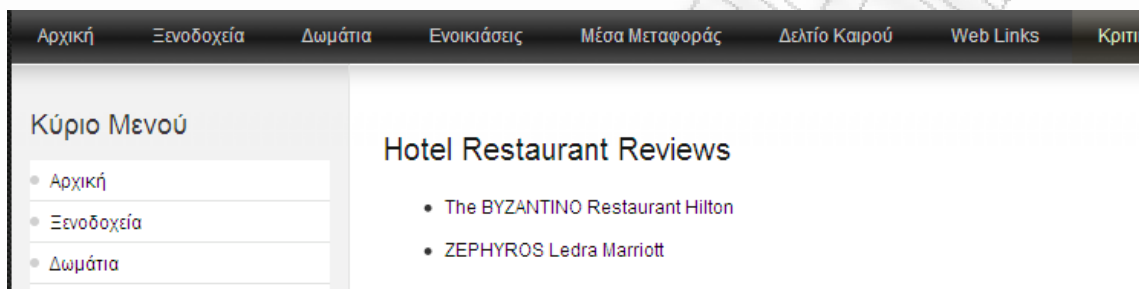 Αρχική Ξενοδοχεία Δωμάτια Ενοικιάσεις Μέσα Μεταφοράς Δελτίο Καιρού Web Links
Κύριο Μενού
Αρχική
Ξενοδοχεία
Δωμάτια
Hotel Restaurant Reviews
The BYZANTINO Restaurant Hilton
ZEPHYROS Ledra Marriott